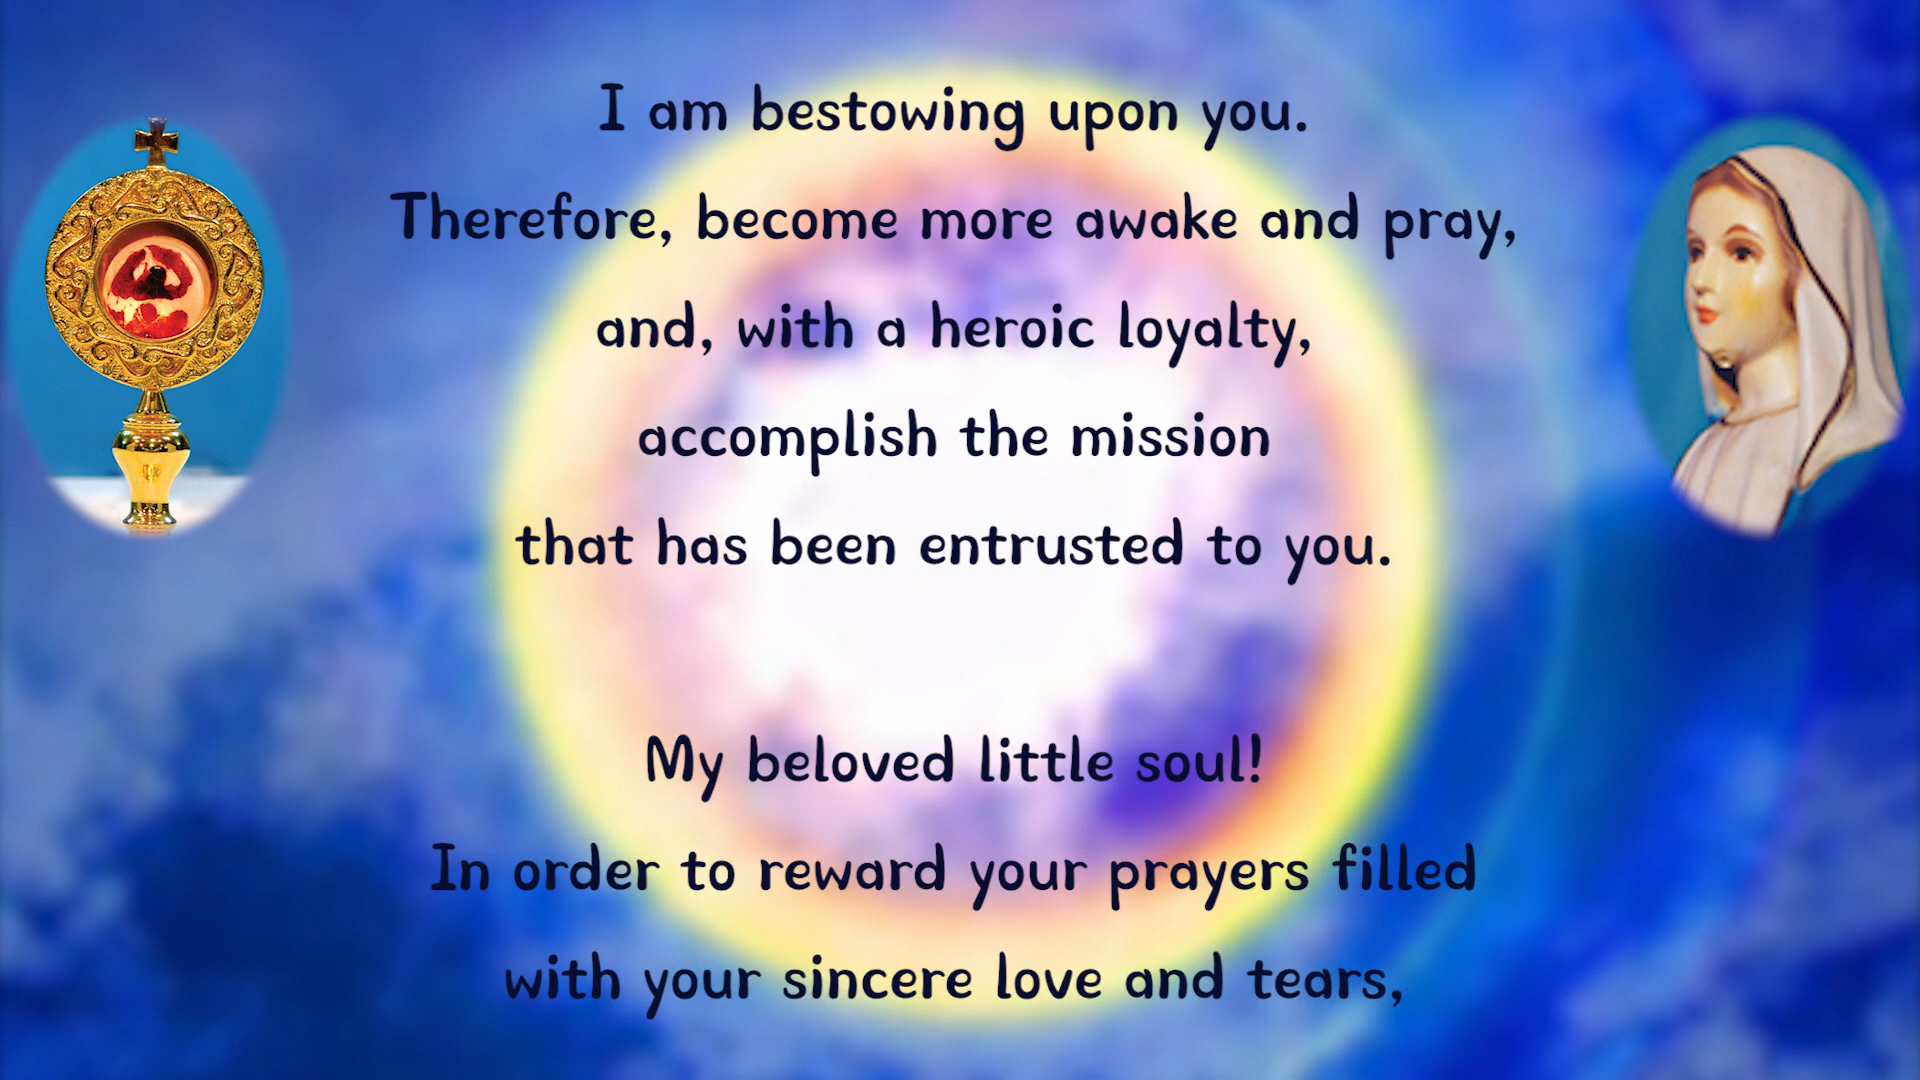 I am bestowing upon you.
Therefore, become more awake and pray,
and, with a heroic loyalty,
accomplish the mission
that has been entrusted to you.
My beloved little soul!
In order to reward your prayers filled
with your sincere love and tears,